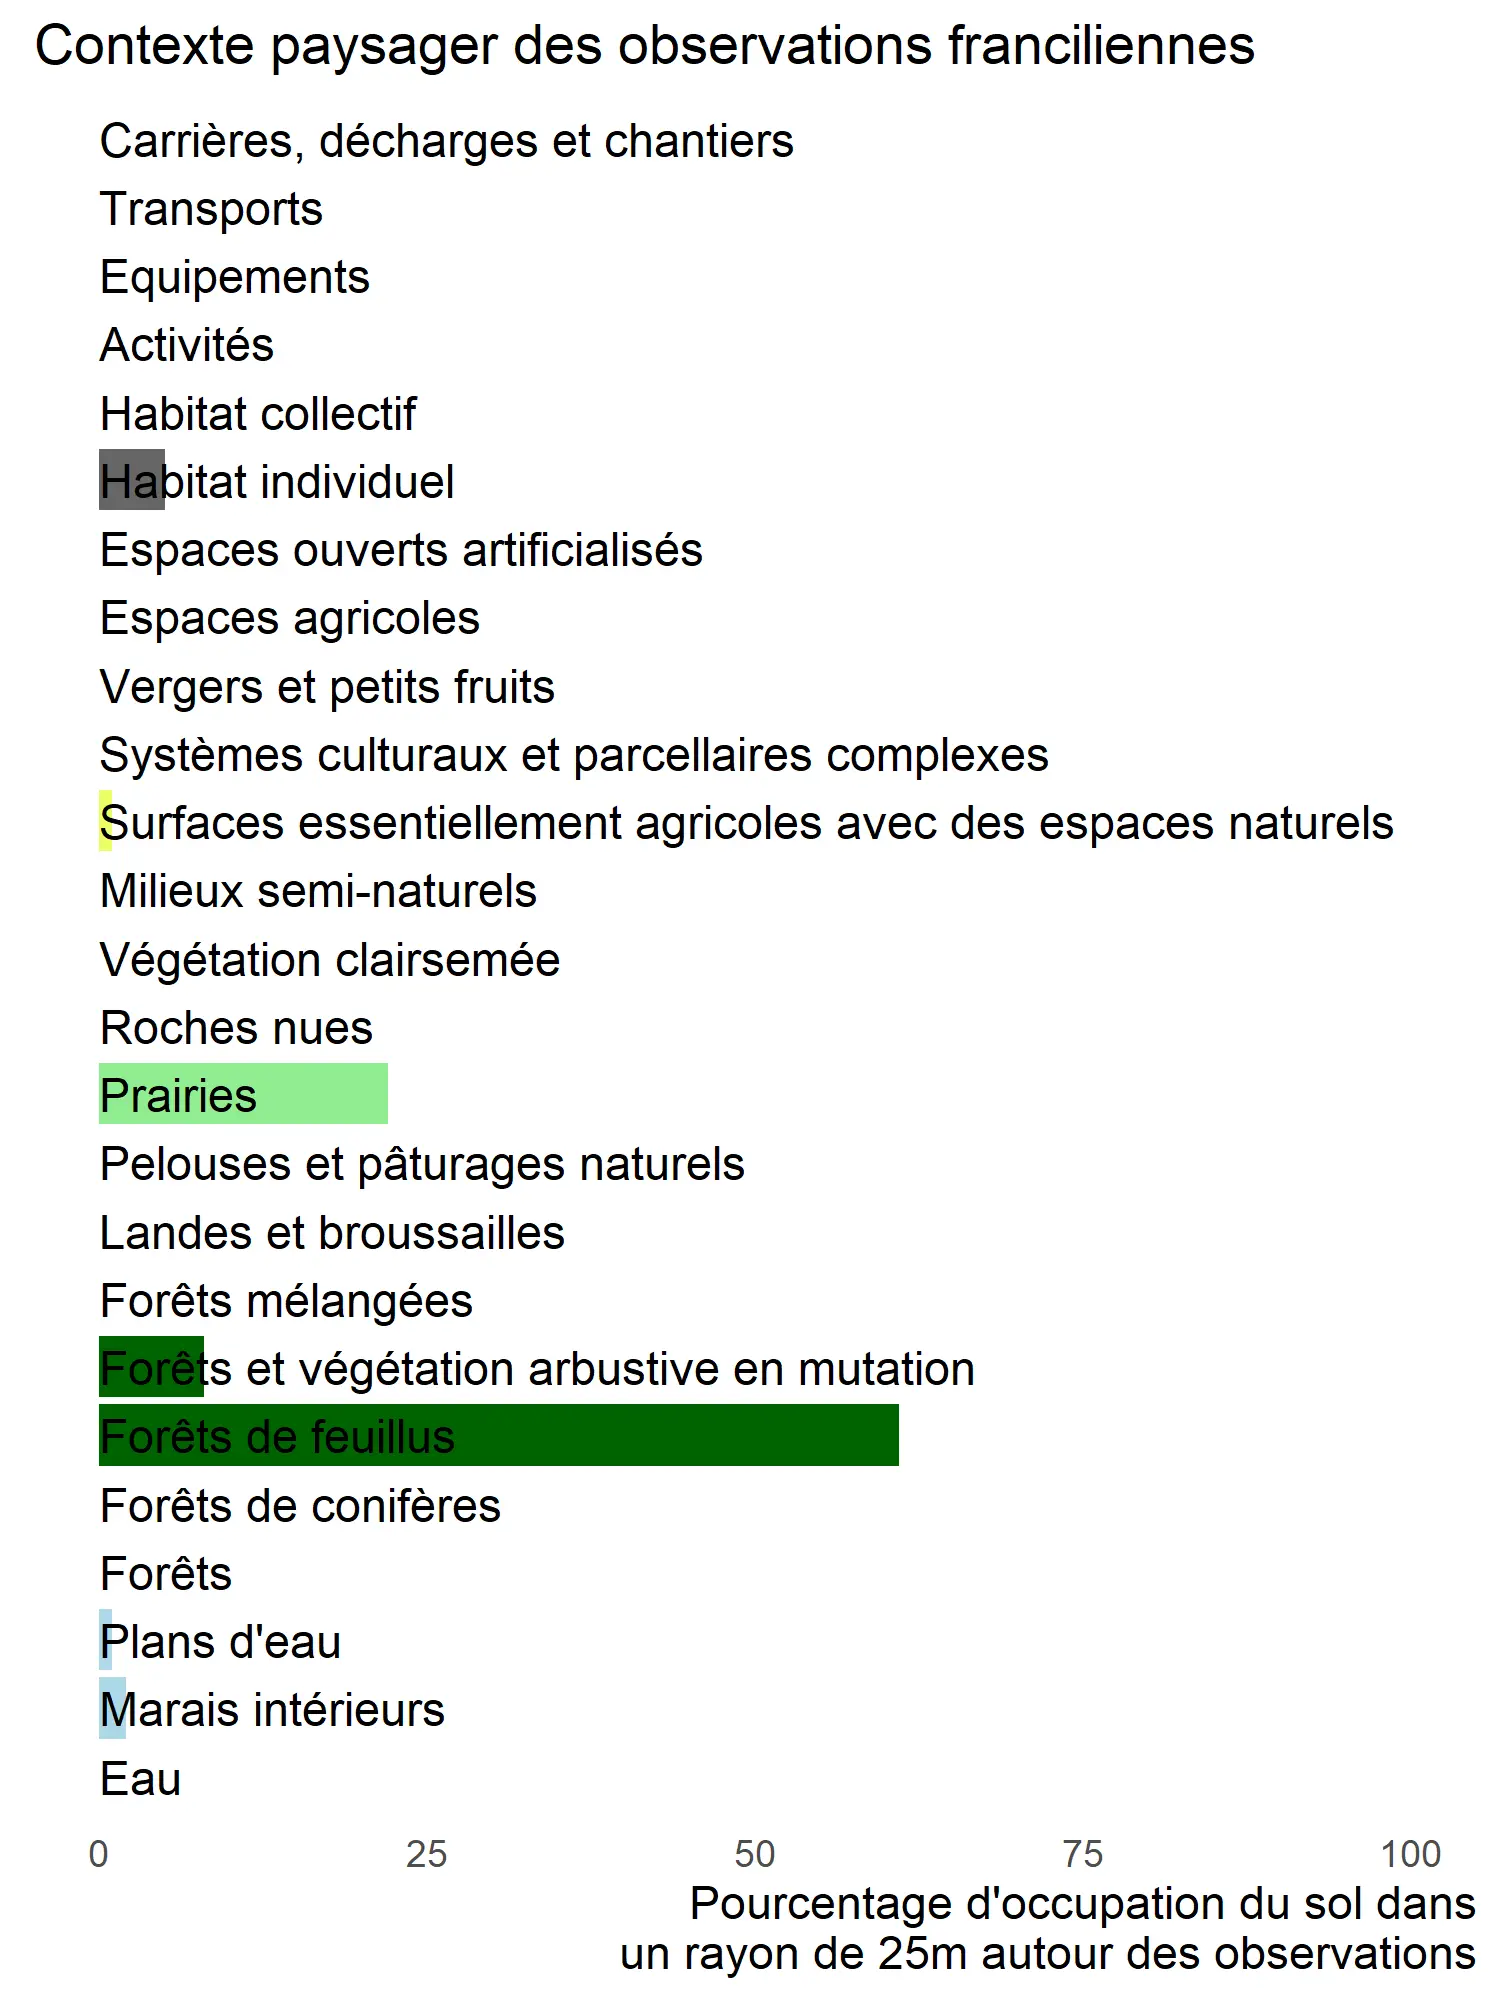 Contexte paysager des observations franciliennes
Carrières, décharges et chantiers
Transports
Equipements
Activités
Habitat collectif
Habitat individuel
Espaces ouverts artificialisés
Espaces agricoles
Vergers et petits fruits
Systèmes culturaux et parcellaires complexes
Surfaces essentiellement agricoles avec des espaces naturels
Milieux semi-naturels
Végétation clairsemée
Roches nues
Prairies
Pelouses et pâturages naturels
Landes et broussailles
Forêts mélangées
Forêts et végétation arbustive en mutation
Forêts de feuillus
Forêts de conifères
Forêts
Plans d'eau
Marais intérieurs
Eau
0 25 50 75 100
Pourcentage d'occupation du sol dans
un rayon de 25m autour des observations